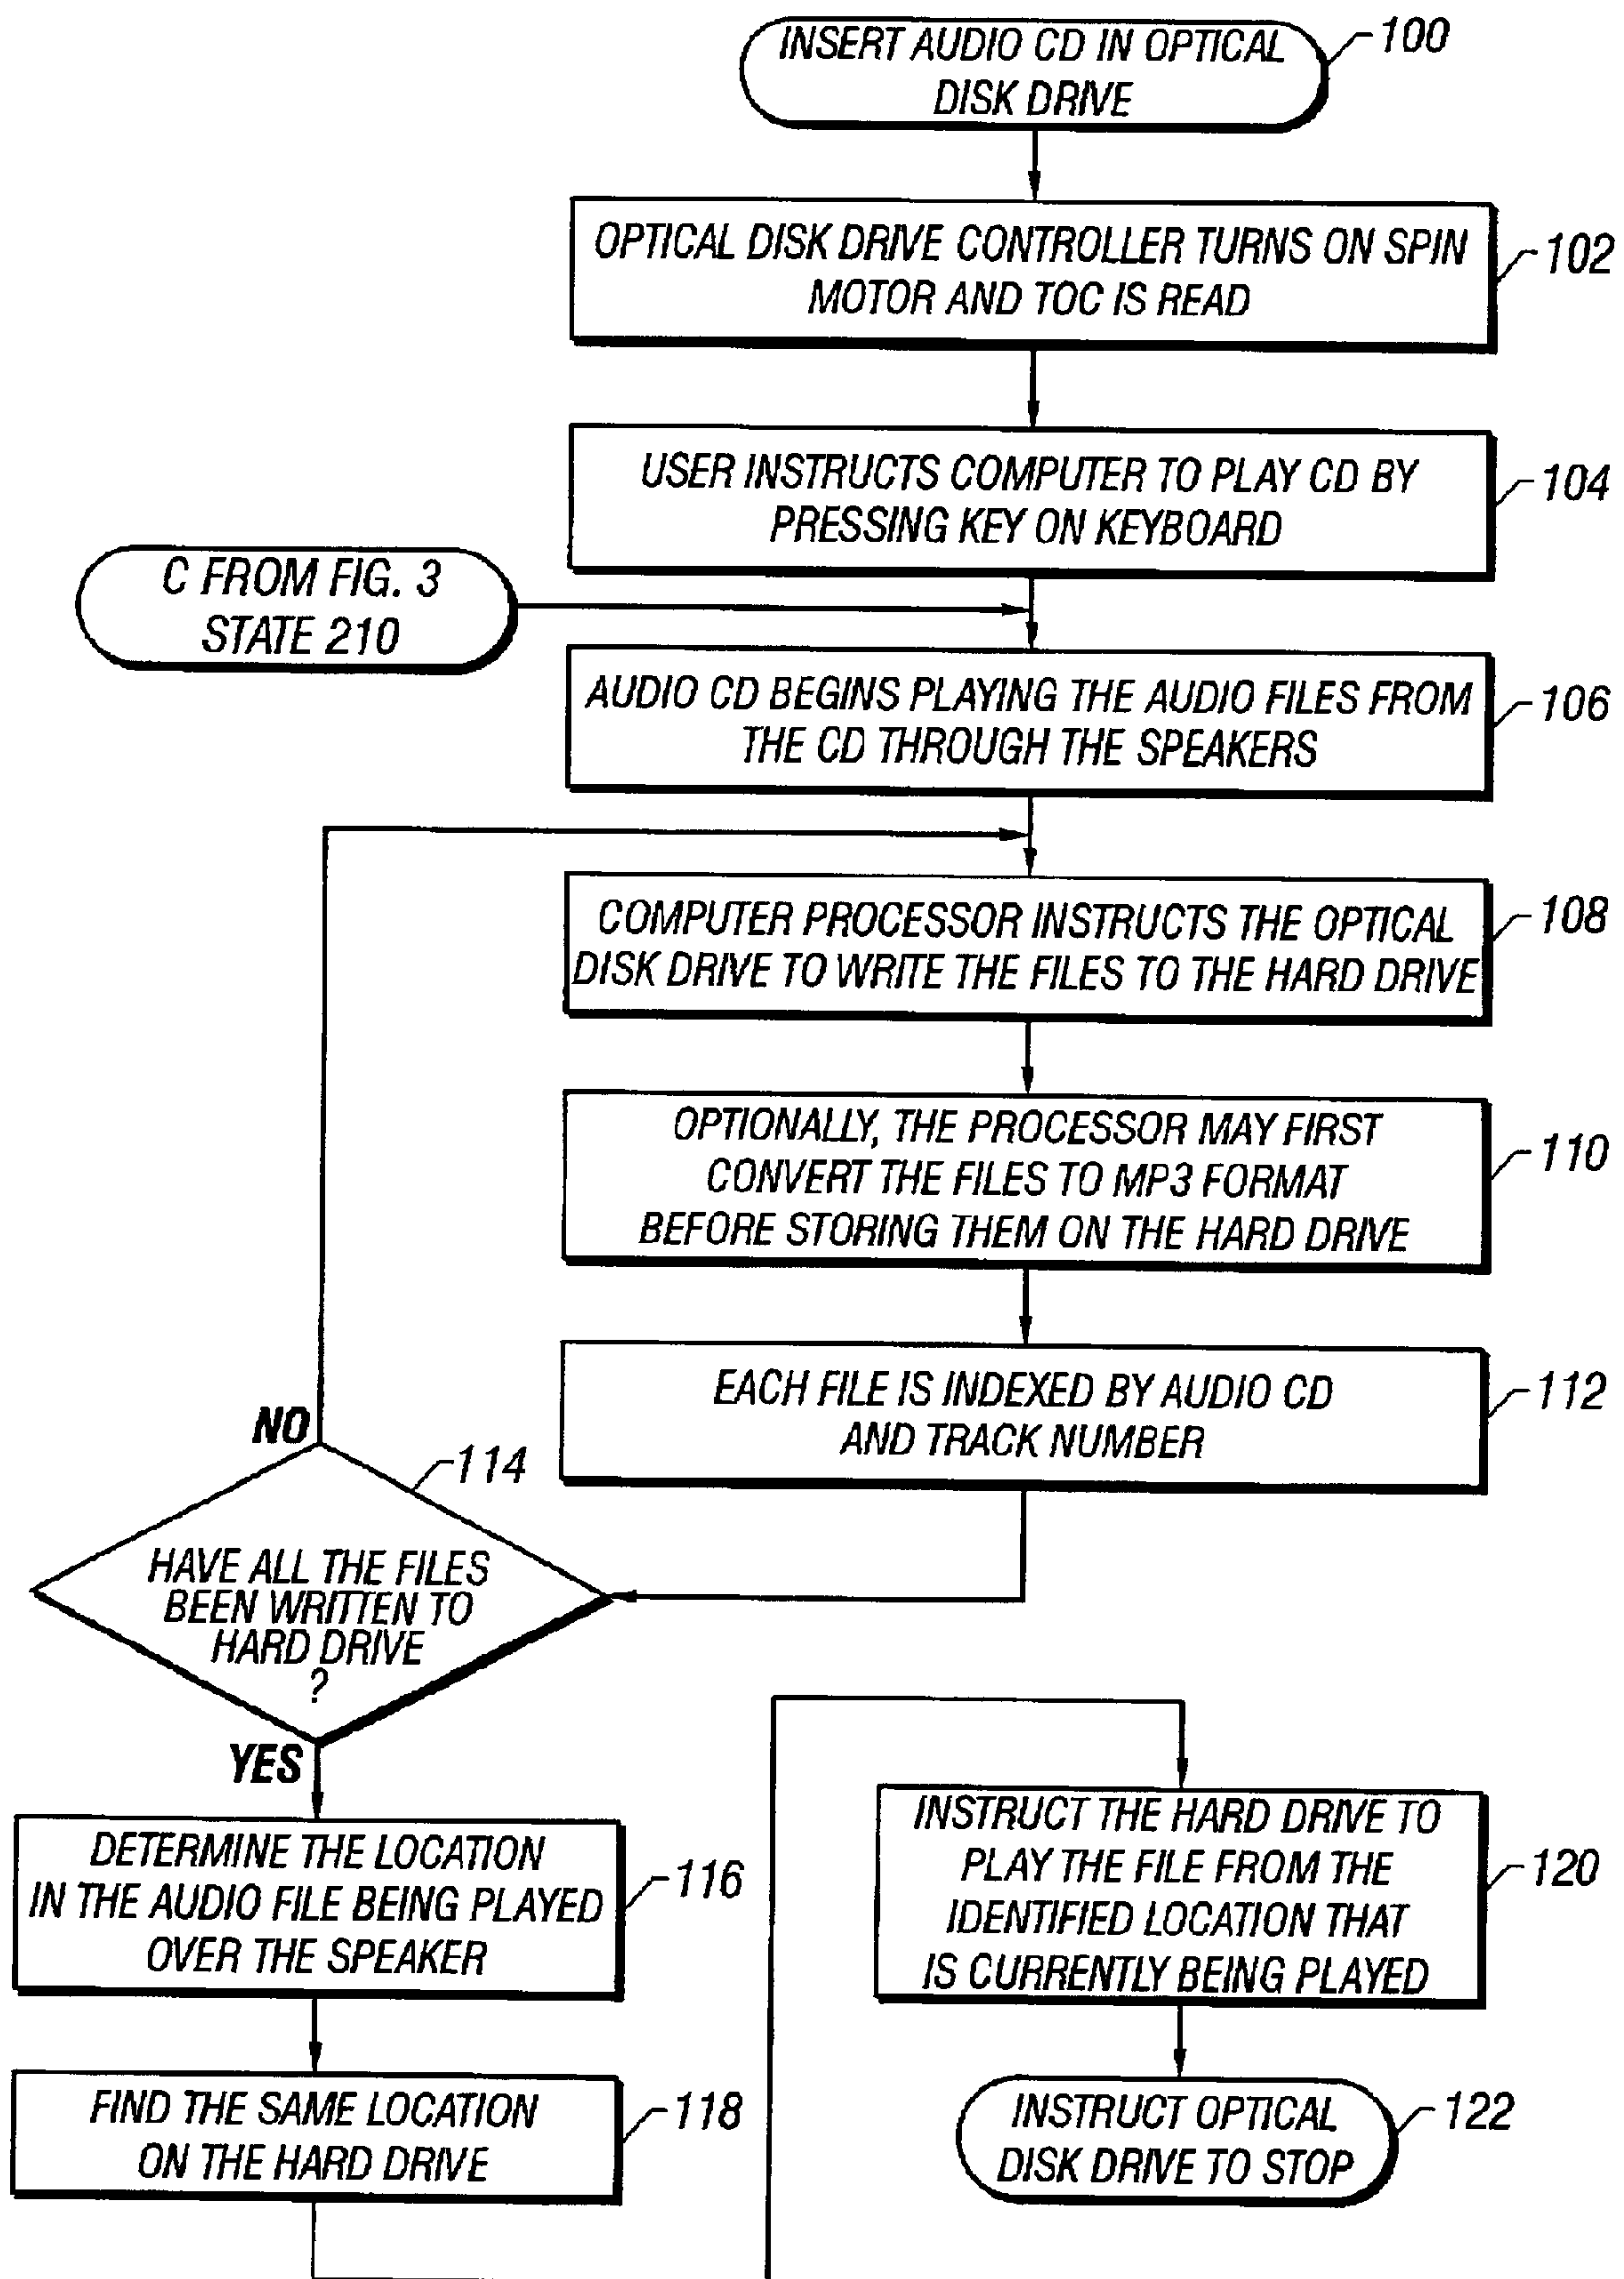 INSERT AUDIO CD IN OPTICAL
DISK DRIVE
100
OPTICAL DISK DRIVE CONTROLLER TURNS ON SPIN
MOTOR AND TOC IS READ
102
USER INSTRUCTS COMPUTER TO PLAY CD BY
PRESSING KEY ON KEYBOARD
104
C FROM FIG. 3
STATE 210
AUDIO CD BEGINS PLAYING THE AUDIO FILES FROM
THE CD THROUGH THE SPEAKERS
106
COMPUTER PROCESSOR INSTRUCTS THE OPTICAL
DISK DRIVE TO WRITE THE FILES TO THE HARD DRIVE
108
OPTIONALLY, THE PROCESSOR MAY FIRST
CONVERT THE FILES TO MP3 FORMAT
BEFORE STORING THEM ON THE HARD DRIVE
110
EACH FILE IS INDEXED BY AUDIO CD
AND TRACK NUMBER
112
NO
114
HAVE ALL THE FILES
BEEN WRITTEN TO
HARD DRIVE
?
YES
DETERMINE THE LOCATION
IN THE AUDIO FILE BEING PLAYED
OVER THE SPEAKER
116
FIND THE SAME LOCATION
ON THE HARD DRIVE
118
INSTRUCT THE HARD DRIVE TO
PLAY THE FILE FROM THE
IDENTIFIED LOCATION THAT
IS CURRENTLY BEING PLAYED
120
INSTRUCT OPTICAL
DISK DRIVE TO STOP
122